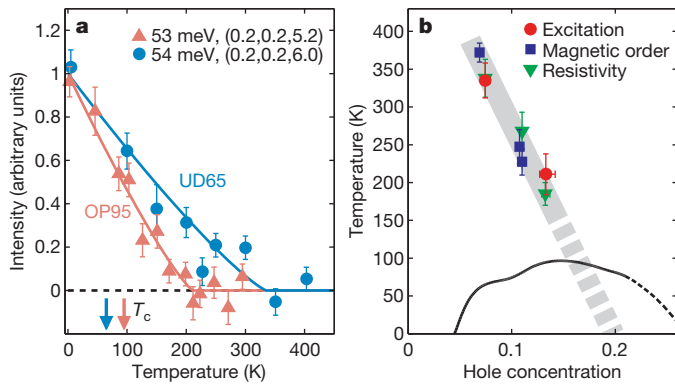 a
53 meV, (0.2,0.2,5.2)
54 meV, (0.2,0.2,6.0)
UD65
OP95
Tc
Intensity (arbitrary units)
1.4
1.2
1
0.8
0.6
0.4
0.2
0
0 100 200 300 400
Temperature (K)
b
Excitation
Magnetic order
Resistivity
Temperature (K)
400
350
300
250
200
150
100
50
0
0 0.1 0.2
Hole concentration